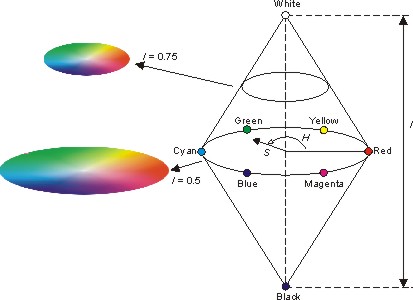 White
I = 0.75
I
Green
Yellow
H
Cyan
S
Red
I = 0.5
Blue
Magenta
Black